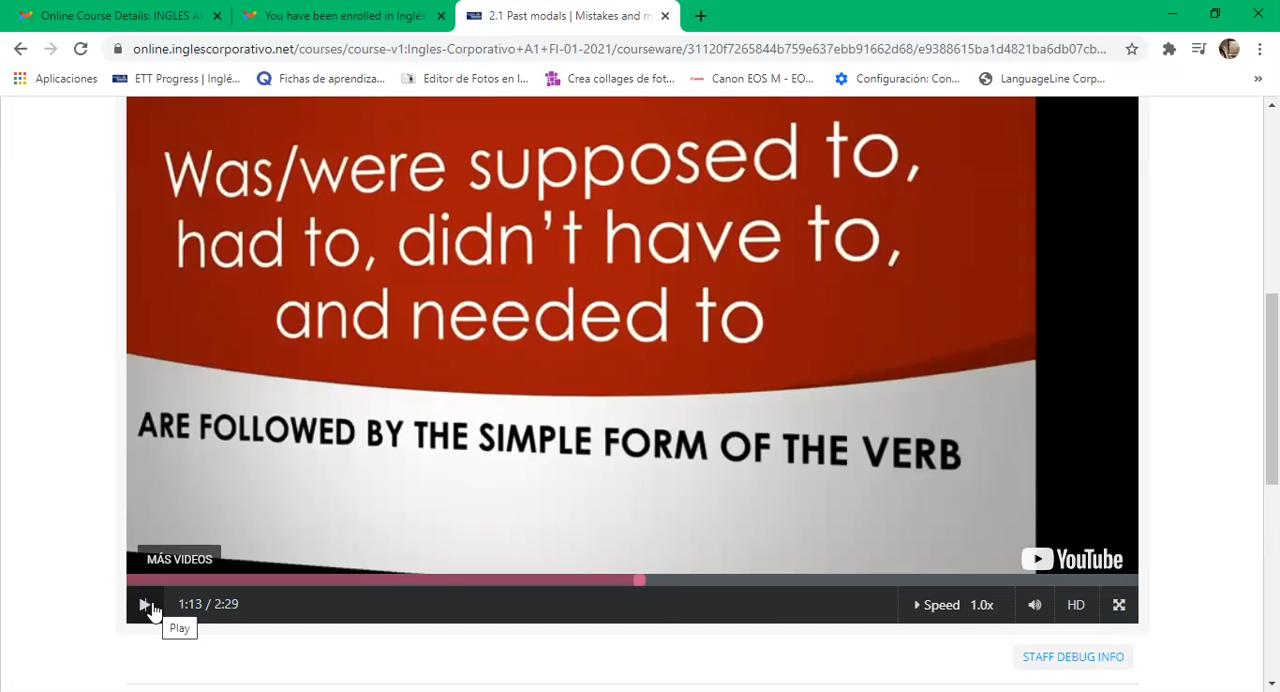 Online Course Details: INGLES A
You have been enrolled in Inglés
2.1 Past modals | Mistakes and m
online.inglescorporativo.net/courses/course-v1:Ingles-Corporativo+A1+FI-01-2021/courseware/31120f7265844b759e637ebb91662d68/e9388615ba1d4821ba6db07cb...
Aplicaciones
ETT Progress | Inglé...
Fichas de aprendiza...
Editor de Fotos en l...
Crea collages de fot...
Canon EOS M - EO...
Configuración: Con...
LanguageLine Corp...
»
Was/were supposed to,
had to, didn't have to,
and needed to
ARE FOLLOWED BY THE SIMPLE FORM OF THE VERB
MÁS VIDEOS
YouTube
1:13 / 2:29
Speed 1.0x
HD
Play
STAFF DEBUG INFO